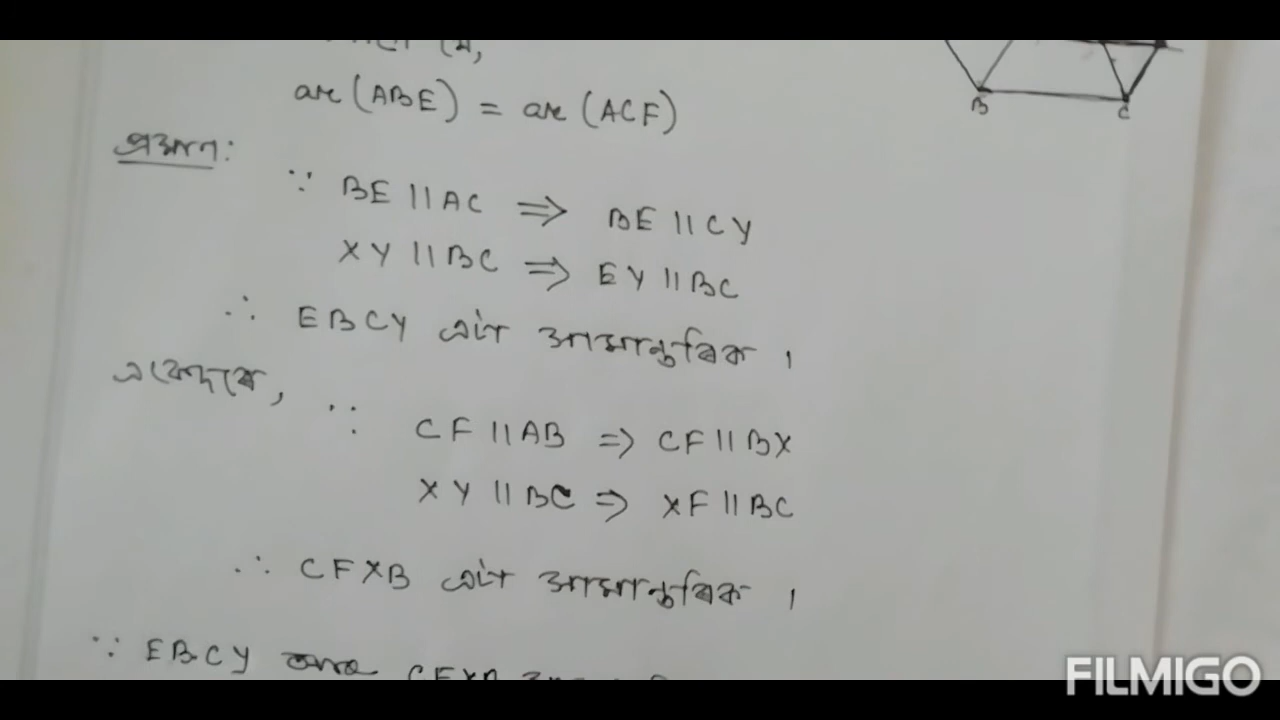 যে,
ar (ABE) = ar (ACF)
B
C
প্ৰমাণ:
∵ BE || AC ⇒ BE || CY
XY || BC ⇒ EY || BC
∴ EBCY এটা সামান্তৰিক ।
একেদৰে, ∵ CF || AB ⇒ CF || BX
XY || BC ⇒ XF || BC
∴ CFXB এটা সামান্তৰিক ।
∵ EBCY আৰু CFXB
FILMIGO